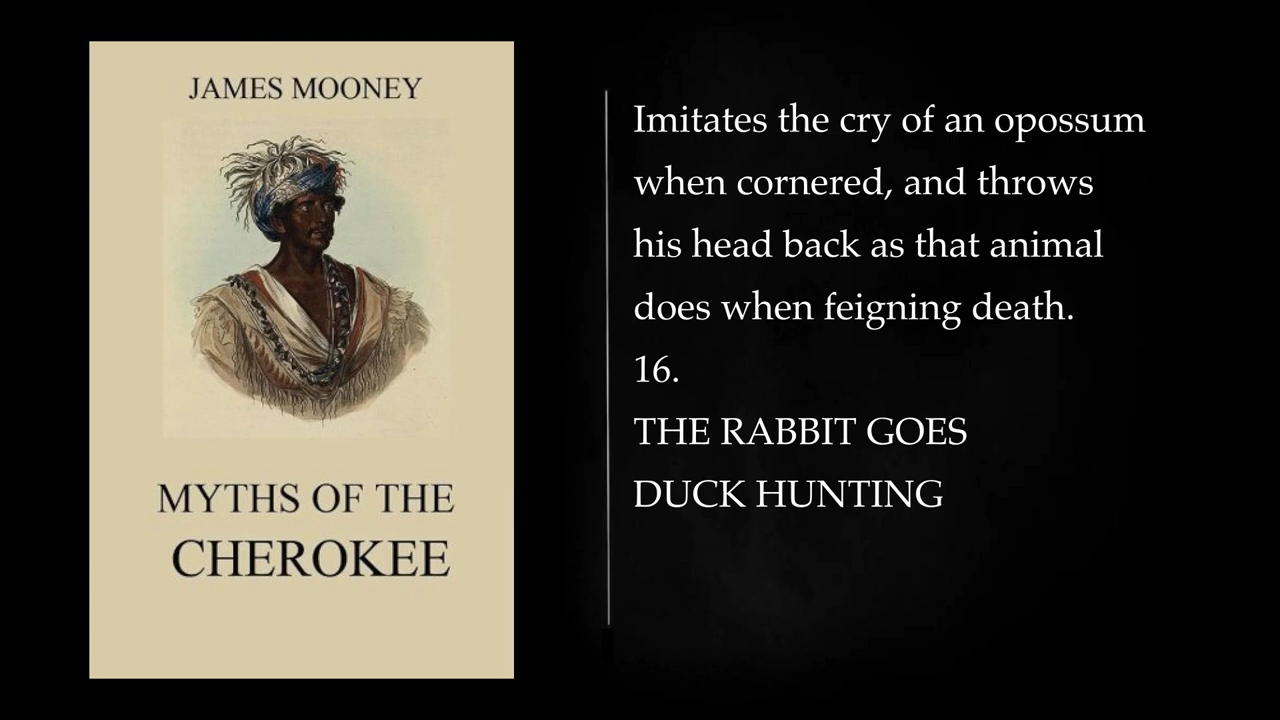 JAMES MOONEY
MYTHS OF THE
CHEROKEE
Imitates the cry of an opossum
when cornered, and throws
his head back as that animal
does when feigning death.
16.
THE RABBIT GOES
DUCK HUNTING